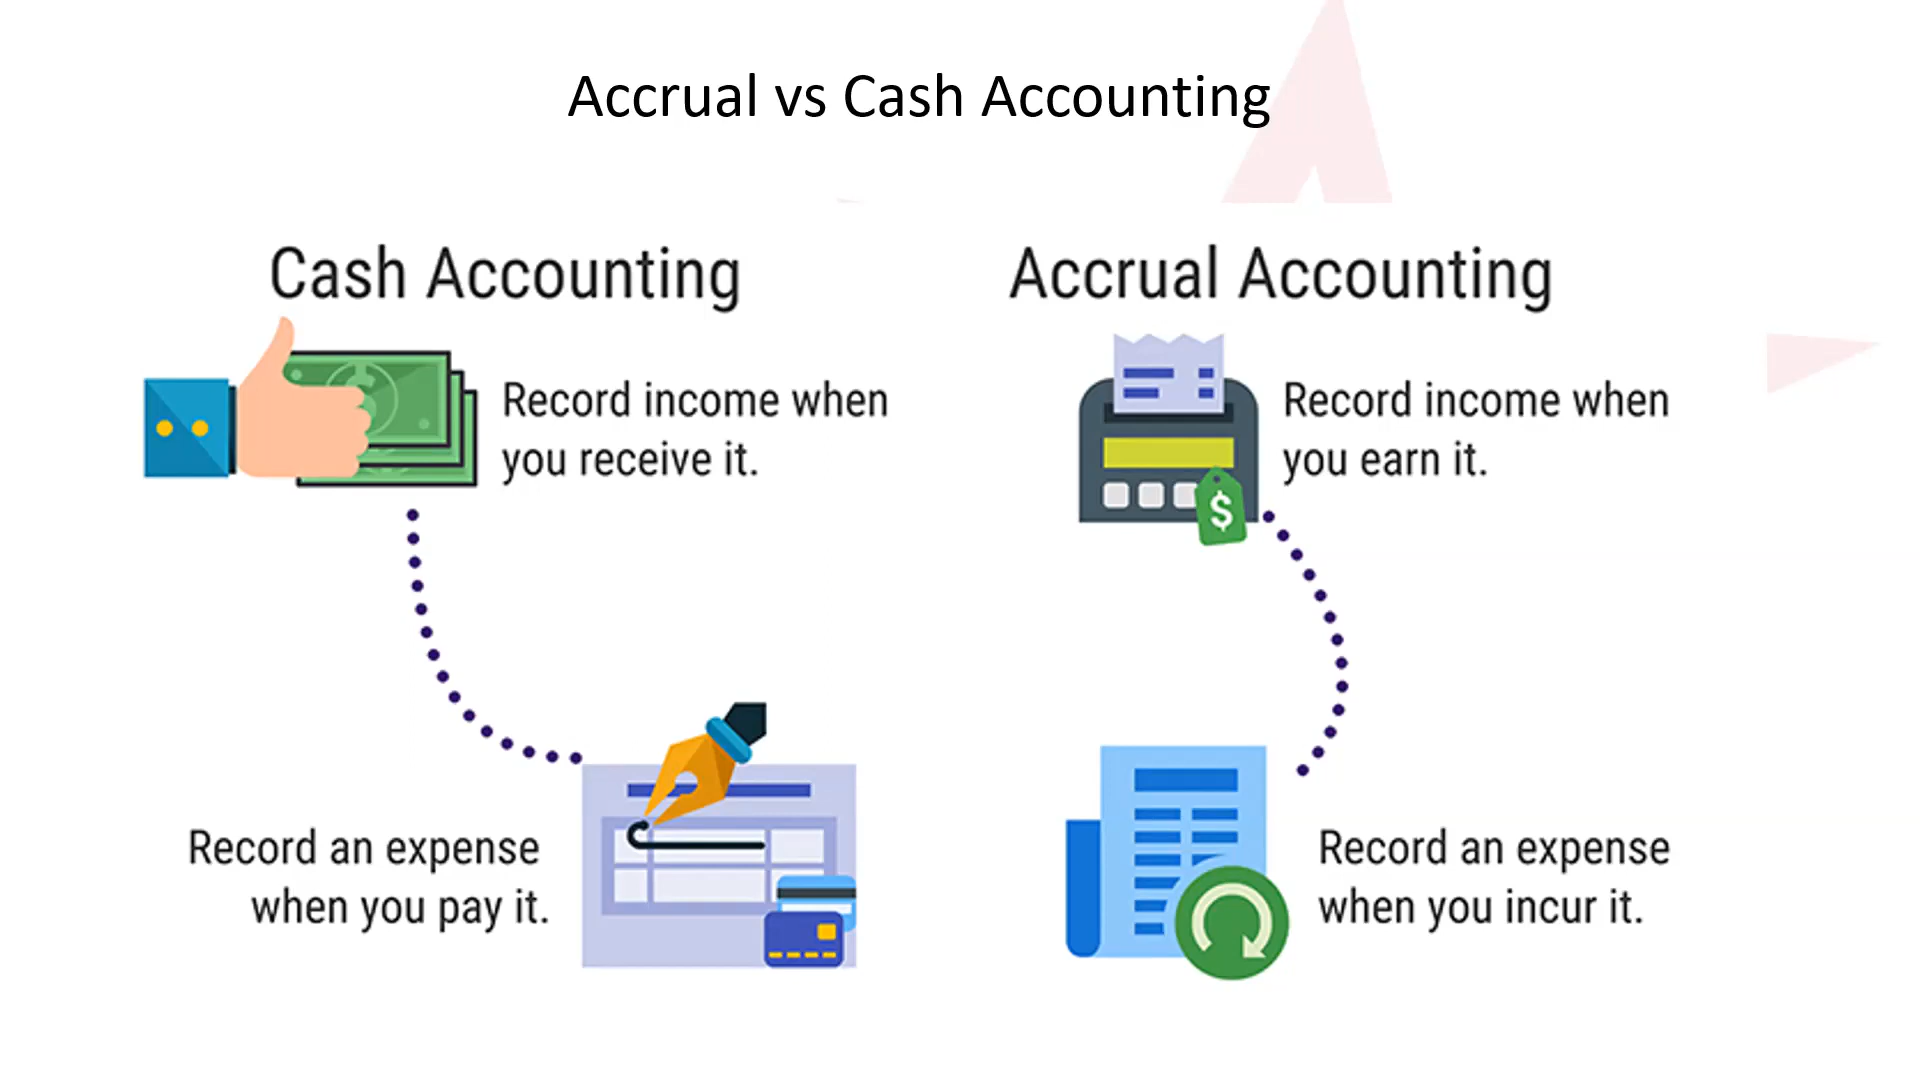 Accrual vs Cash Accounting
Cash Accounting
Record income when
you receive it.
Record an expense
when you pay it.
Accrual Accounting
Record income when
you earn it.
$
Record an expense
when you incur it.